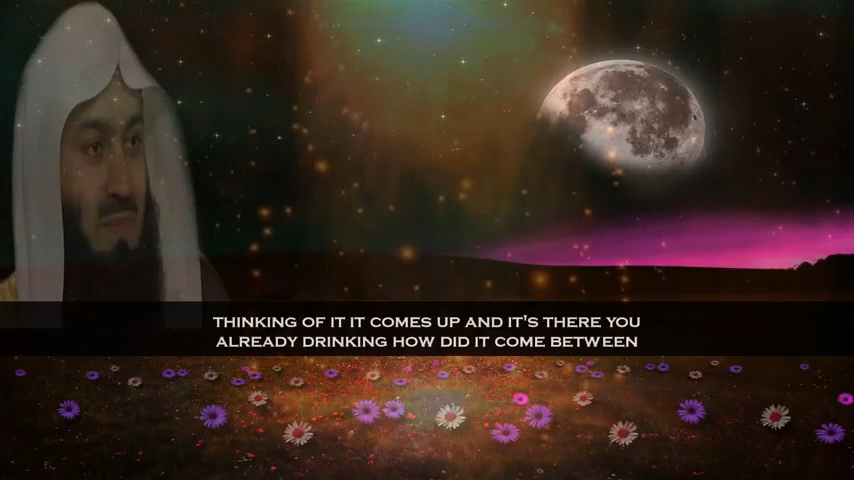 THINKING OF IT IT COMES UP AND IT'S THERE YOU
ALREADY DRINKING HOW DID IT COME BETWEEN